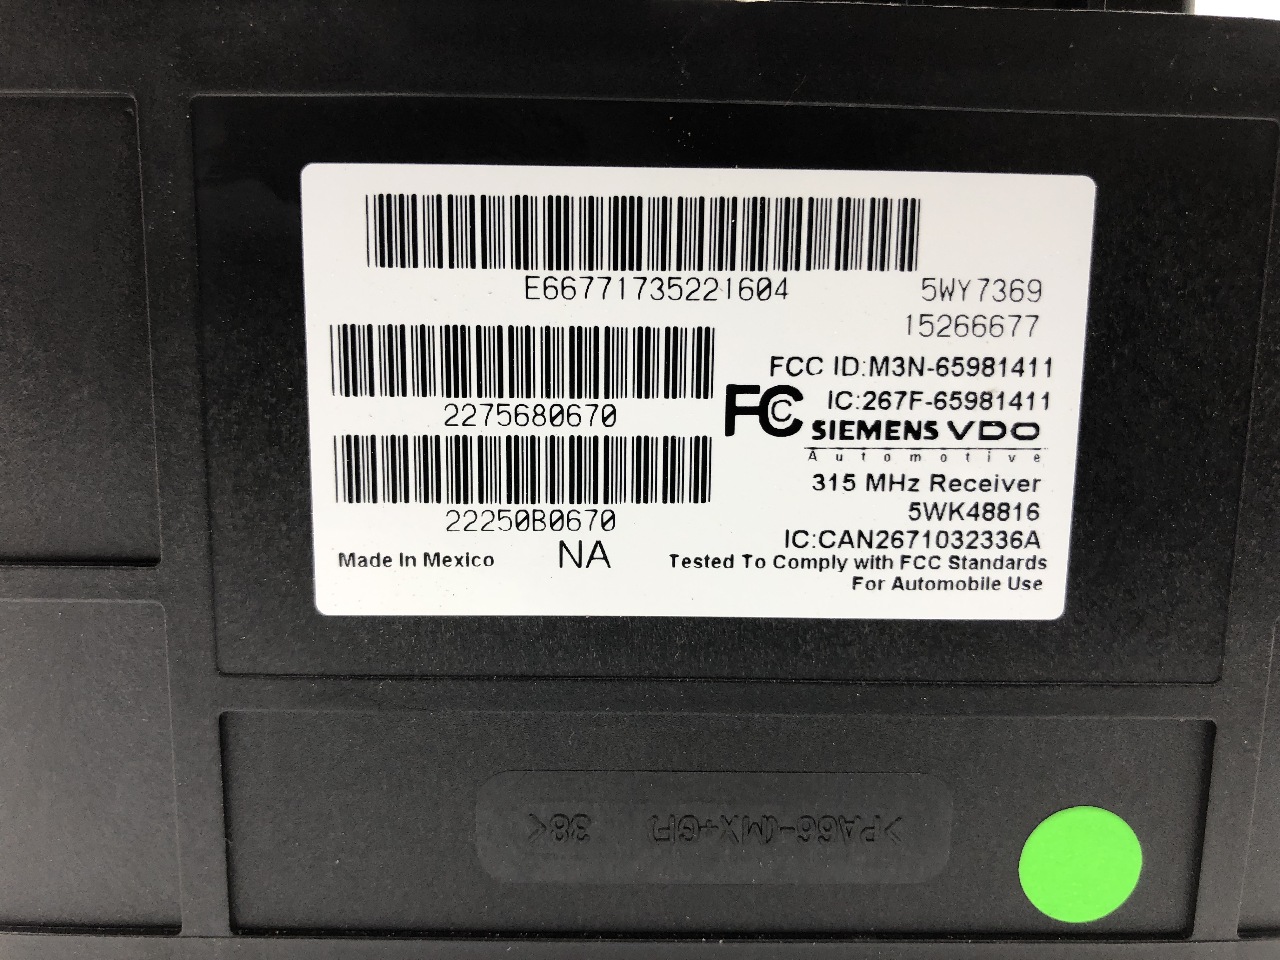 E66771735221604
5WY7369
15266677
FCC ID:M3N-65981411
2275680670
FC
IC:267F-65981411
SIEMENS VDO
Automotive
315 MHz Receiver
22250B0670
5WK48816
IC:CAN2671032336A
Made In Mexico
NA
Tested To Comply with FCC Standards
For Automobile Use
>PA66-(MX+GF) 38<